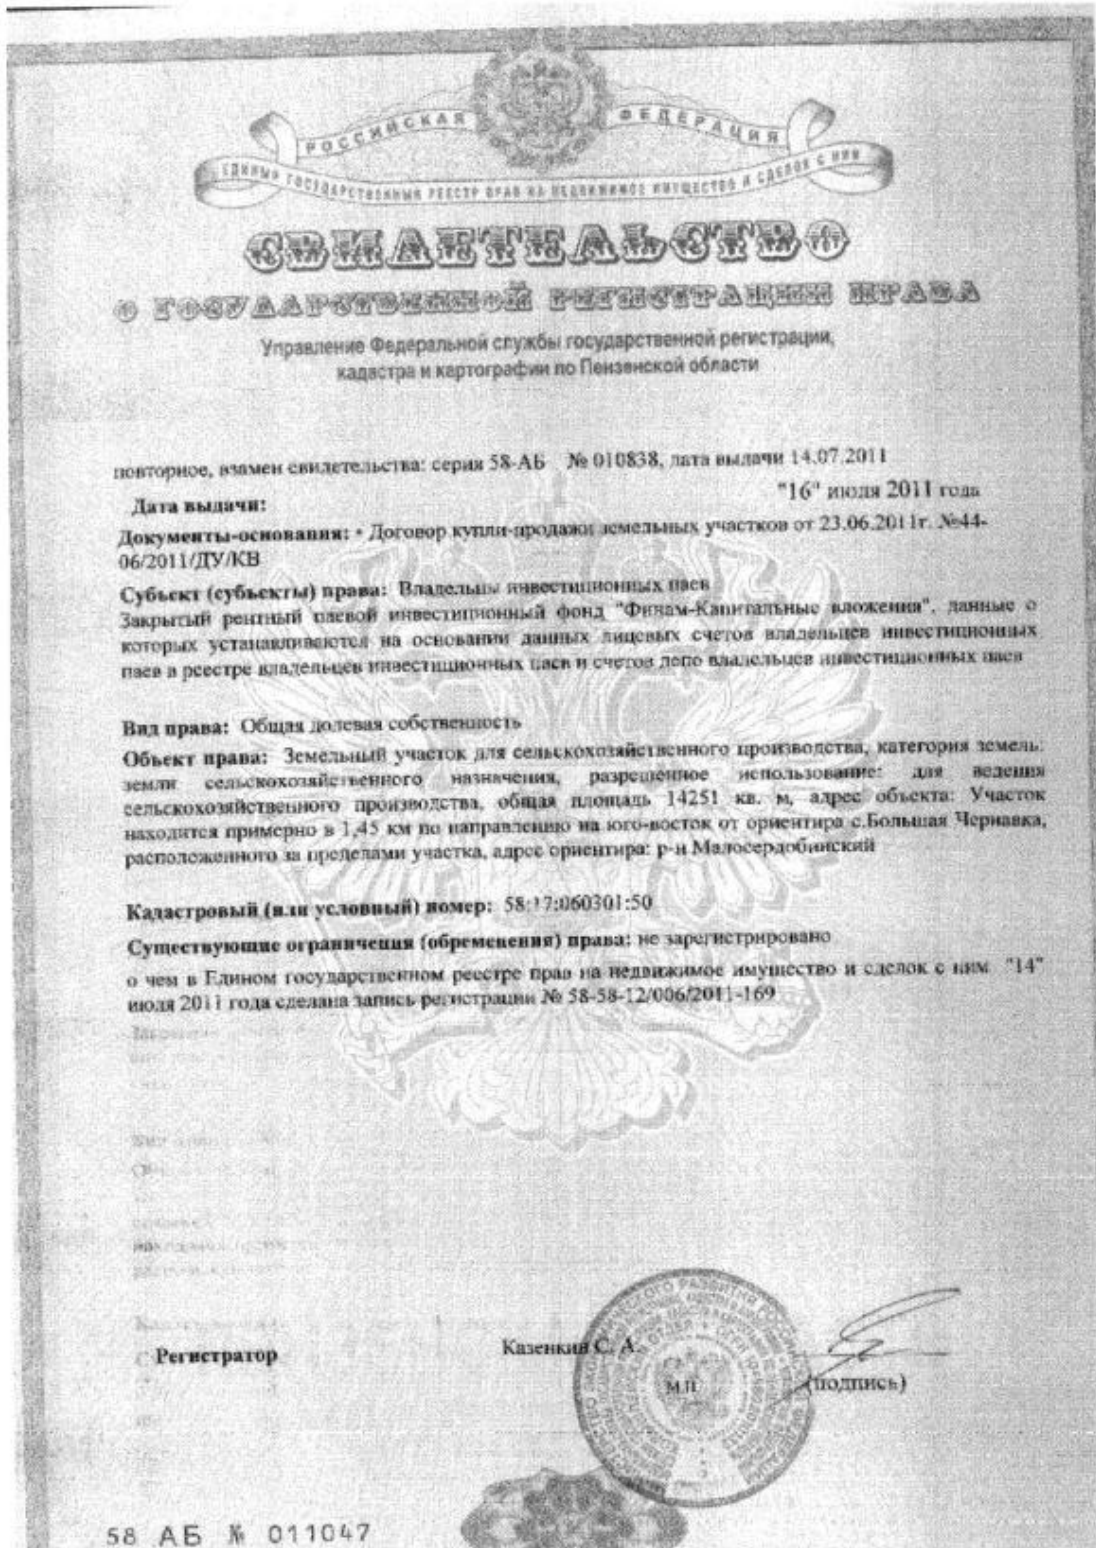 РОССИЙСКАЯ ФЕДЕРАЦИЯ
ЕДИНЫЙ ГОСУДАРСТВЕННЫЙ РЕЕСТР ПРАВ НА НЕДВИЖИМОЕ ИМУЩЕСТВО И СДЕЛОК С НИМ
СВИДЕТЕЛЬСТВО
О ГОСУДАРСТВЕННОЙ РЕГИСТРАЦИИ ПРАВА
Управление Федеральной службы государственной регистрации,
кадастра и картографии по Пензенской области
повторное, взамен свидетельства: серия 58-АБ № 010838, дата выдачи 14.07.2011
Дата выдачи: "16" июля 2011 года
Документы-основания: • Договор купли-продажи земельных участков от 23.06.2011г. №44-
06/2011/ДУ/КВ
Субъект (субъекты) права: Владельцы инвестиционных паев
Закрытый рентный паевой инвестиционный фонд "Финам-Капитальные вложения", данные о
которых устанавливаются на основании данных лицевых счетов владельцев инвестиционных
паев в реестре владельцев инвестиционных паев и счетов депо владельцев инвестиционных паев
Вид права: Общая долевая собственность
Объект права: Земельный участок для сельскохозяйственного производства, категория земель:
земли сельскохозяйственного назначения, разрешенное использование: для ведения
сельскохозяйственного производства, общая площадь 14251 кв. м, адрес объекта: Участок
находится примерно в 1,45 км по направлению на юго-восток от ориентира с.Большая Чернавка,
расположенного за пределами участка, адрес ориентира: р-н Малосердобинский
Кадастровый (или условный) номер: 58:17:060301:50
Существующие ограничения (обременения) права: не зарегистрировано
о чем в Едином государственном реестре прав на недвижимое имущество и сделок с ним "14"
июля 2011 года сделана запись регистрации № 58-58-12/006/2011-169
Регистратор Казенкин С. А.
М.П. (подпись)
58 АБ № 011047